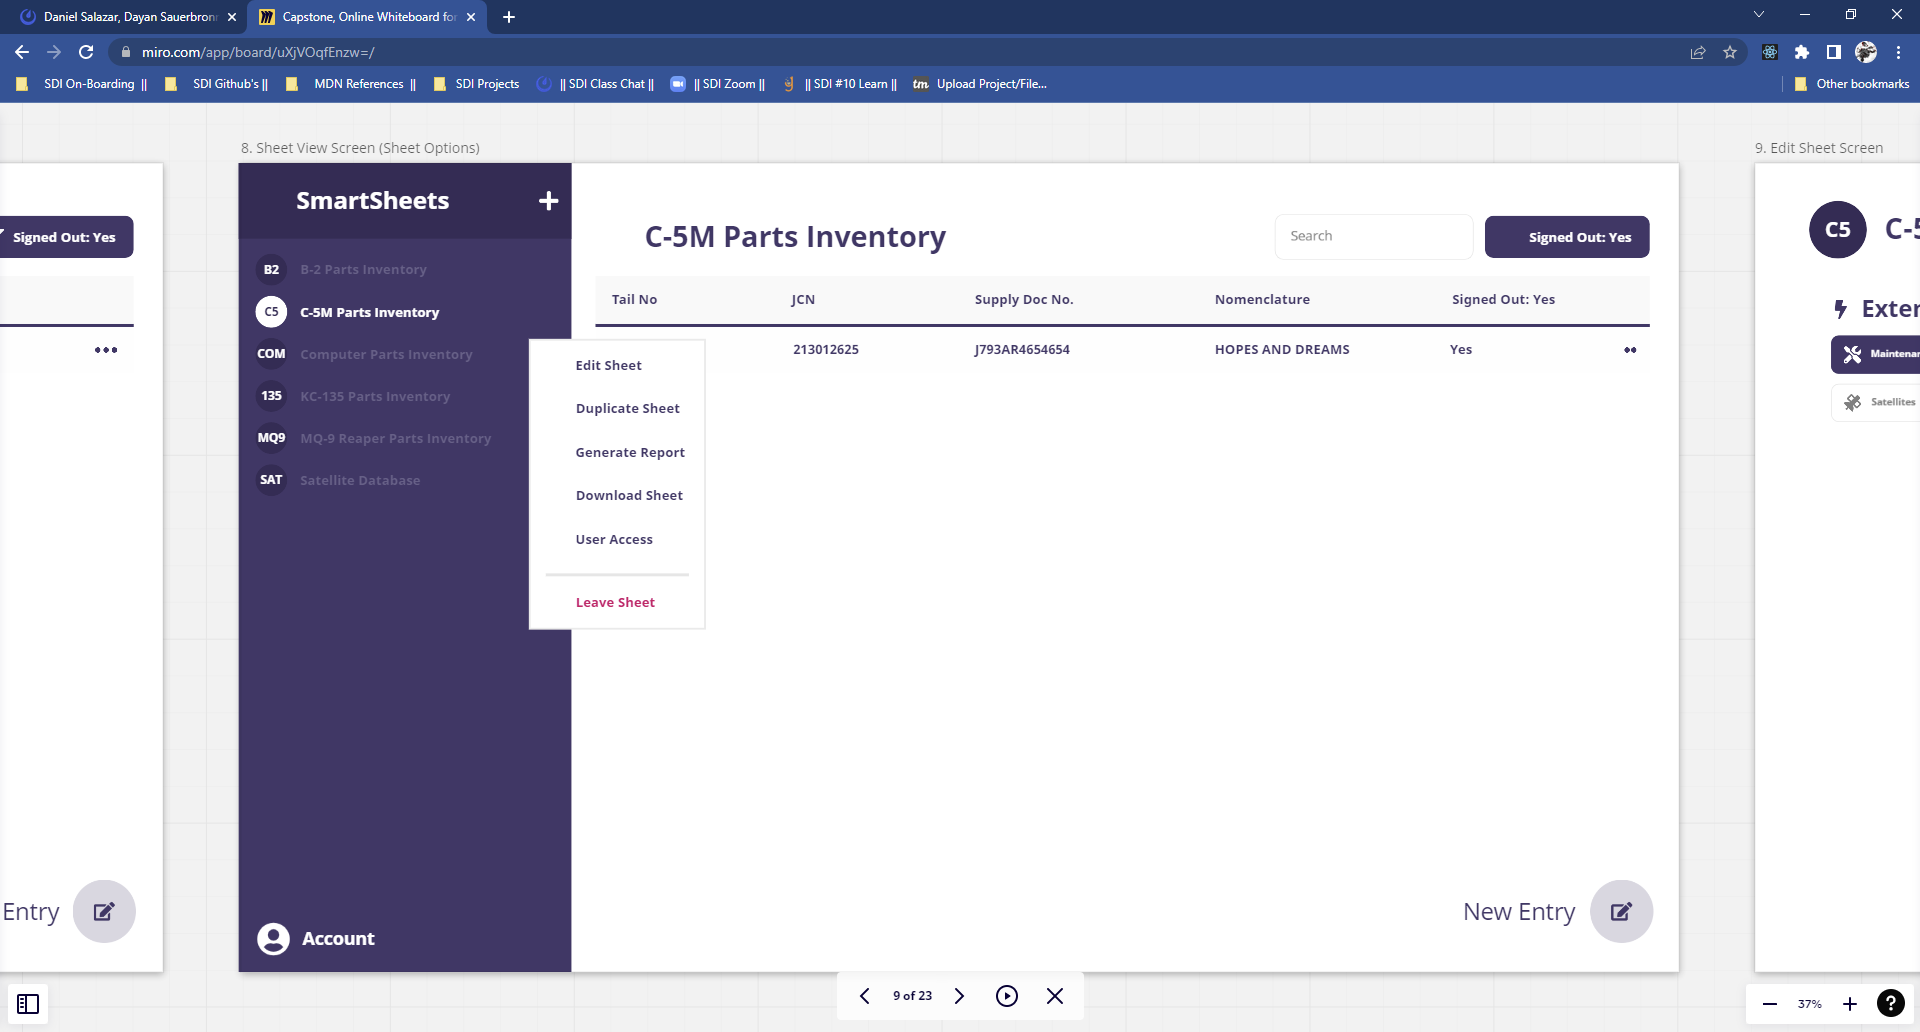 Daniel Salazar, Dayan Sauerbronn
Capstone, Online Whiteboard for
miro.com/app/board/uXjVOqfEnzw=/
SDI On-Boarding || SDI Github's || MDN References || SDI Projects || SDI Class Chat || || SDI Zoom || || SDI #10 Learn || tm Upload Project/File... Other bookmarks
8. Sheet View Screen (Sheet Options)
9. Edit Sheet Screen
Signed Out: Yes
Entry
SmartSheets
B2 B-2 Parts Inventory
C5 C-5M Parts Inventory
COM Computer Parts Inventory
135 KC-135 Parts Inventory
MQ9 MQ-9 Reaper Parts Inventory
SAT Satellite Database
Account
Edit Sheet
Duplicate Sheet
Generate Report
Download Sheet
User Access
Leave Sheet
C-5M Parts Inventory
Search
Signed Out: Yes
Tail No JCN Supply Doc No. Nomenclature Signed Out: Yes
213012625 J793AR4654654 HOPES AND DREAMS Yes
New Entry
C5 C-5
Exter
Maintenan
Satellites
9 of 23
37%